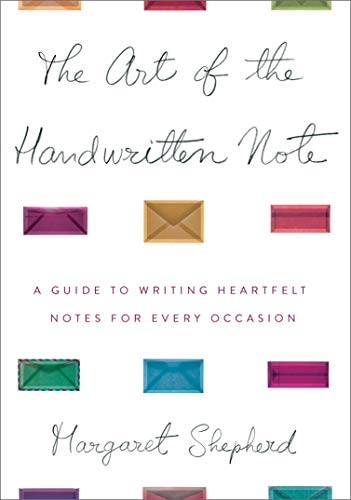 The Art of the
Handwritten Note
A GUIDE TO WRITING HEARTFELT
NOTES FOR EVERY OCCASION
Margaret Shepherd